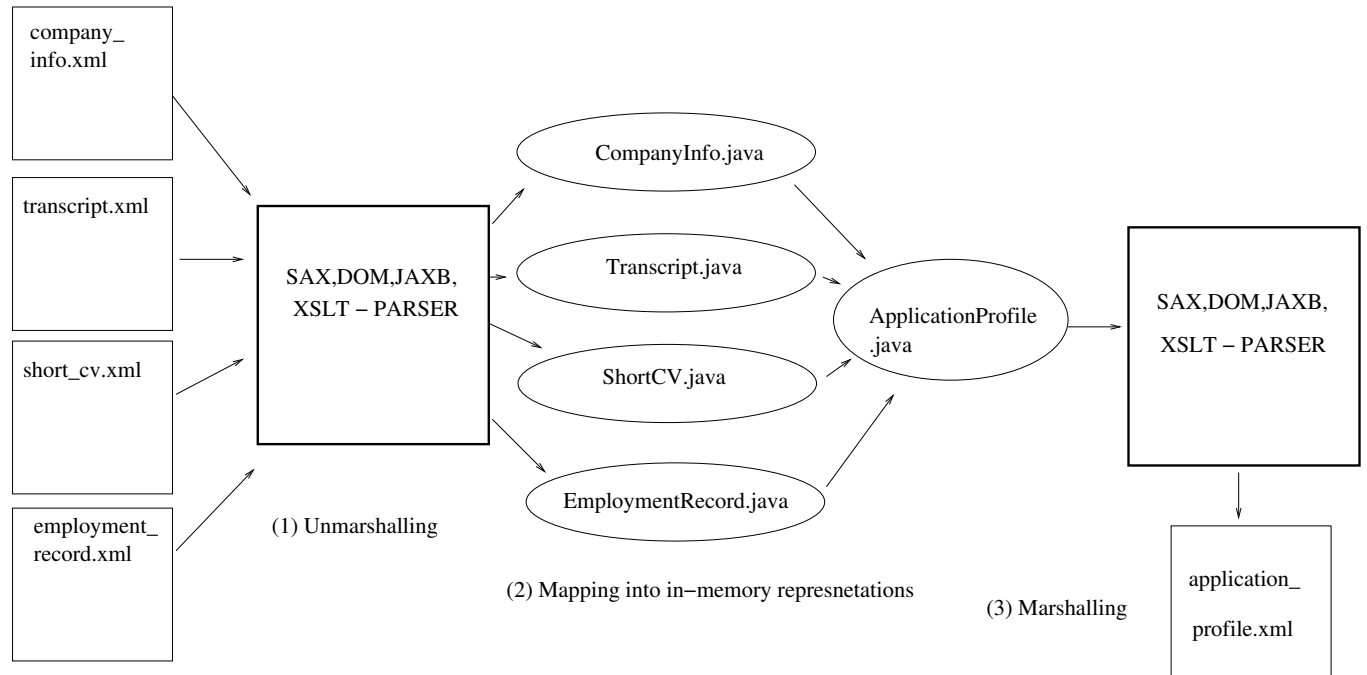 company_
info.xml
transcript.xml
short_cv.xml
employment_
record.xml
SAX,DOM,JAXB,
XSLT − PARSER
(1) Unmarshalling
CompanyInfo.java
Transcript.java
ShortCV.java
EmploymentRecord.java
(2) Mapping into in−memory represnetations
ApplicationProfile
.java
SAX,DOM,JAXB,
XSLT − PARSER
(3) Marshalling
application_
profile.xml